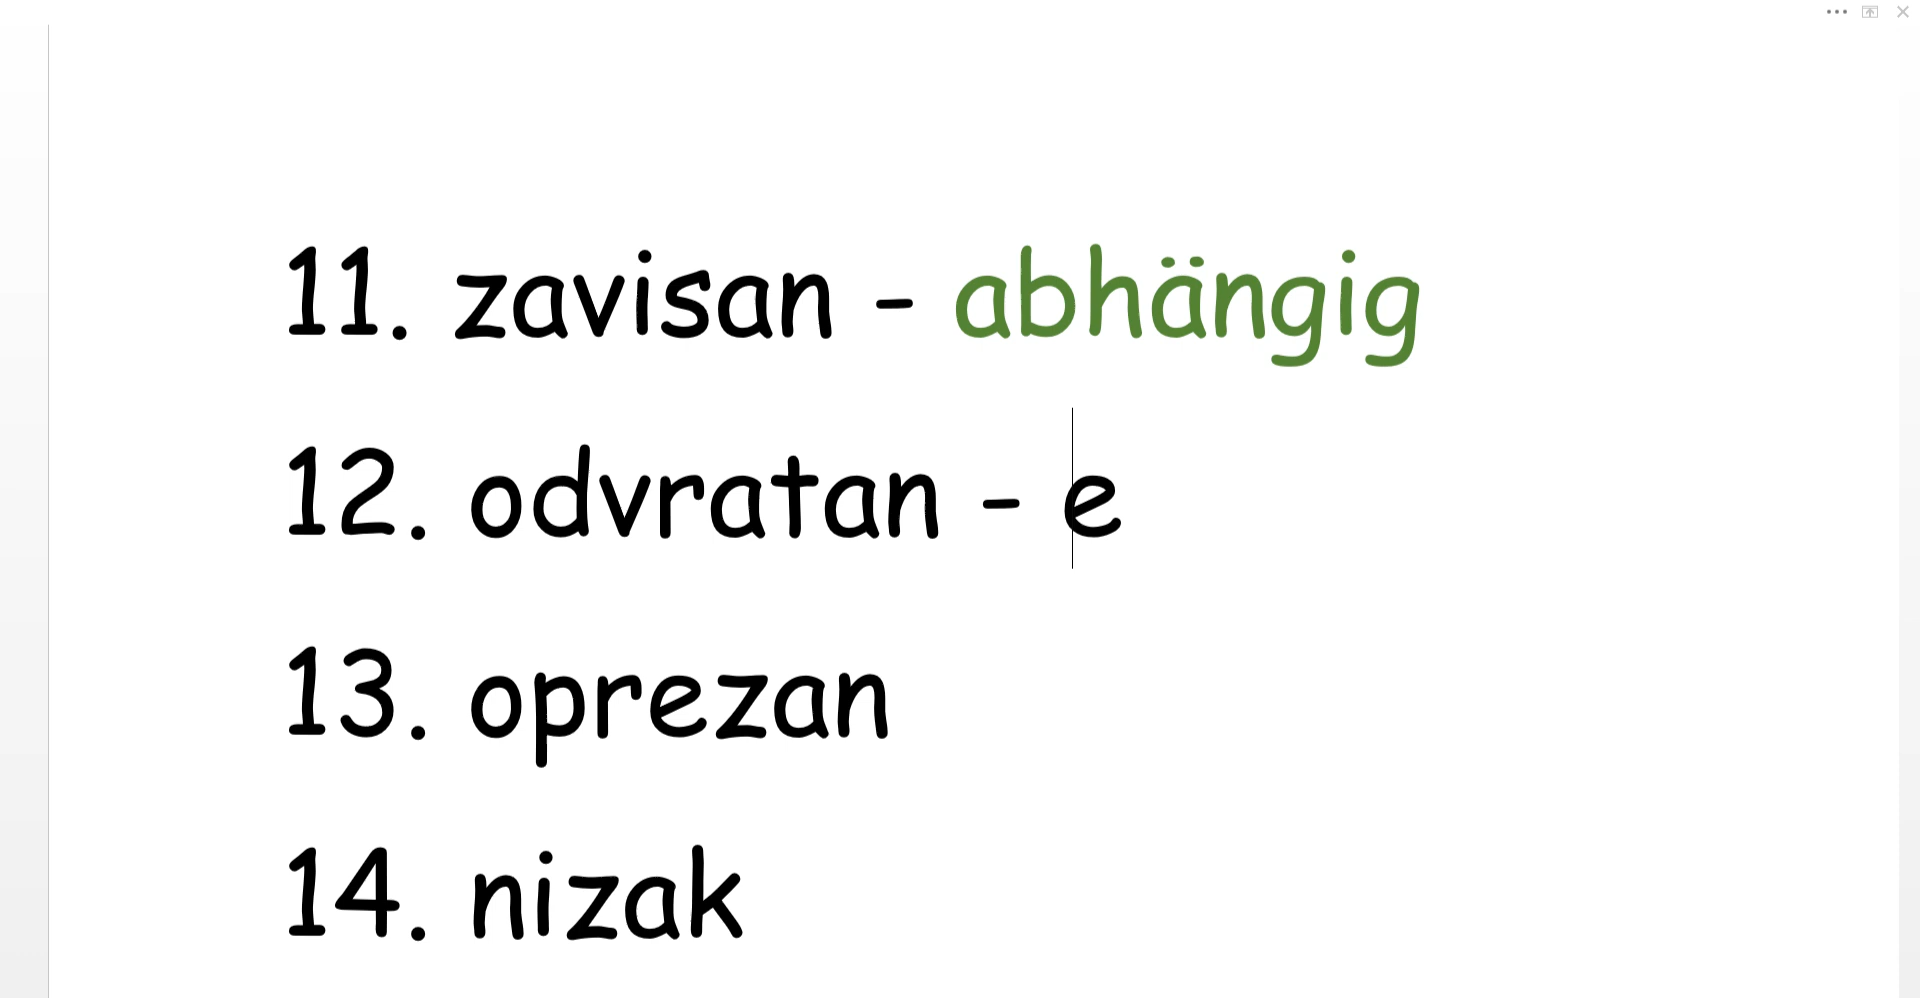 11. zavisan - abhängig
12. odvratan - e
13. oprezan
14. nizak